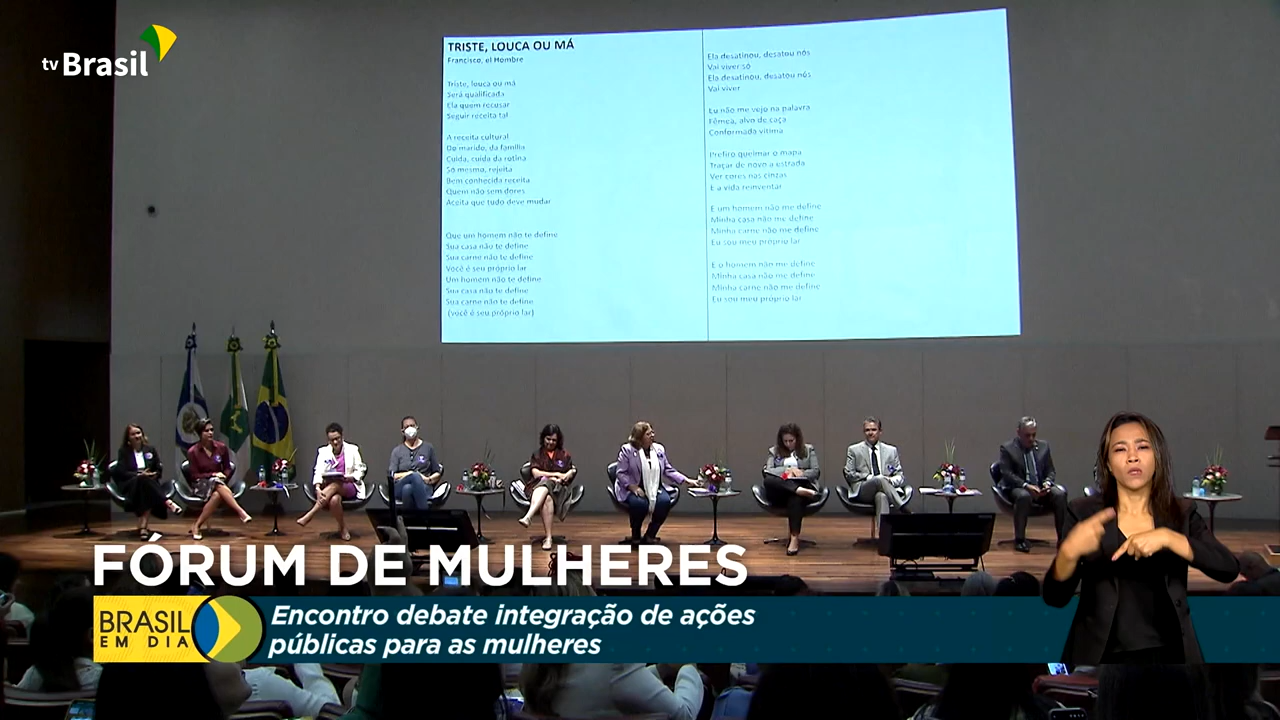 tv Brasil
TRISTE, LOUCA OU MÁ
Francisco, el Hombre
Triste, louca ou má
Será qualificada
Ela quem recusar
Seguir receita tal
A receita cultural
Do marido, da família
Cuida, cuida da rotina
Só mesmo, rejeita
Bem conhecida receita
Quem não sem dores
Aceita que tudo deve mudar
Que um homem não te define
Sua casa não te define
Sua carne não te define
Você é seu próprio lar
Um homem não te define
Sua casa não te define
Sua carne não te define
(você é seu próprio lar)
Ela desatinou, desatou nós
Vai viver só
Ela desatinou, desatou nós
Vai viver
Eu não me vejo na palavra
Fêmea, alvo de caça
Conformada vítima
Prefiro queimar o mapa
Traçar de novo a estrada
Ver cores nas cinzas
E a vida reinventar
E um homem não me define
Minha casa não me define
Minha carne não me define
Eu sou meu próprio lar
E o homem não me define
Minha casa não me define
Minha carne não me define
Eu sou meu próprio lar
FÓRUM DE MULHERES
BRASIL
EM DIA
Encontro debate integração de ações
públicas para as mulheres